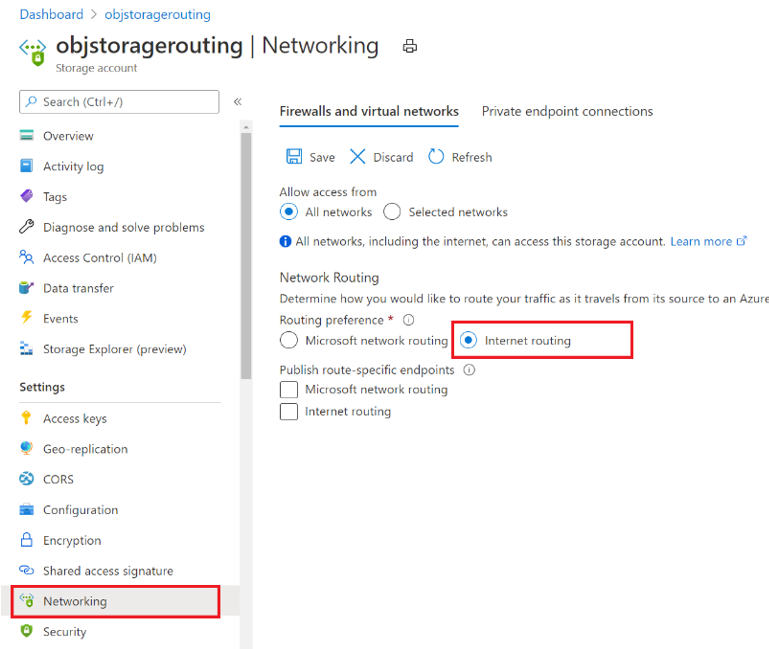 Dashboard > objstoragerouting
objstoragerouting | Networking
Storage account
Search (Ctrl+/)
«
Overview
Activity log
Tags
Diagnose and solve problems
Access Control (IAM)
Data transfer
Events
Storage Explorer (preview)
Settings
Access keys
Geo-replication
CORS
Configuration
Encryption
Shared access signature
Networking
Security
Firewalls and virtual networks Private endpoint connections
Save Discard Refresh
Allow access from
All networks Selected networks
All networks, including the internet, can access this storage account. Learn more
Network Routing
Determine how you would like to route your traffic as it travels from its source to an Azure
Routing preference *
Microsoft network routing Internet routing
Publish route-specific endpoints
Microsoft network routing
Internet routing